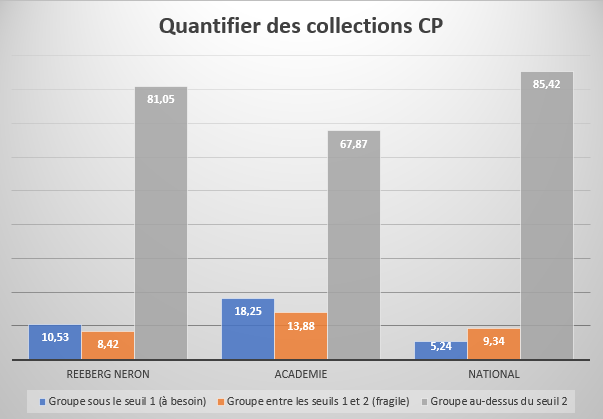 Quantifier des collections CP
81,05
85,42
67,87
10,53
8,42
18,25
13,88
5,24
9,34
REEBERG NERON
ACADEMIE
NATIONAL
Groupe sous le seuil 1 (à besoin)
Groupe entre les seuils 1 et 2 (fragile)
Groupe au-dessus du seuil 2